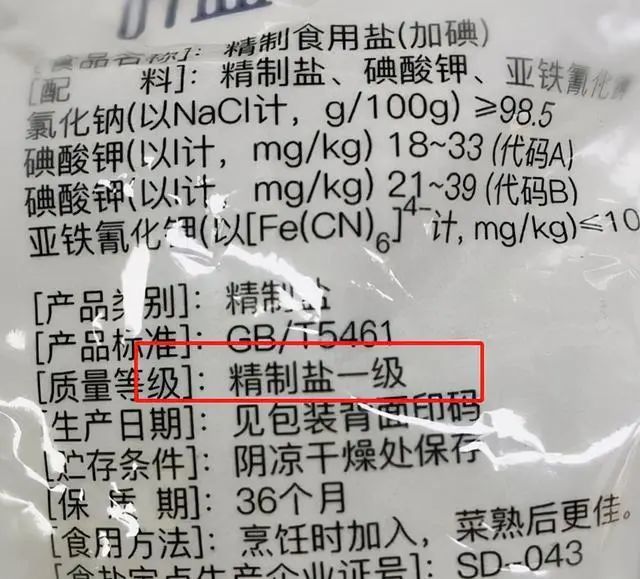 [食品名称]：精制食用盐(加碘)
[配 料]：精制盐、碘酸钾、亚铁氰化钾
氯化钠(以NaCl计，g/100g) ≥98.5
碘酸钾(以I计，mg/kg) 18~33 (代码A)
碘酸钾(以I计，mg/kg) 21~39 (代码B)
亚铁氰化钾(以[Fe(CN)₆]⁴⁻计, mg/kg)≤10
[产品类别]：精制盐
[产品标准]：GB/T5461
[质量等级]：精制盐一级
[生产日期]：见包装背面印码
[贮存条件]：阴凉干燥处保存
[保 质 期]：36个月
[食用方法]：烹饪时加入，菜熟后更佳。
[食盐定点生产企业证号]：SD-043